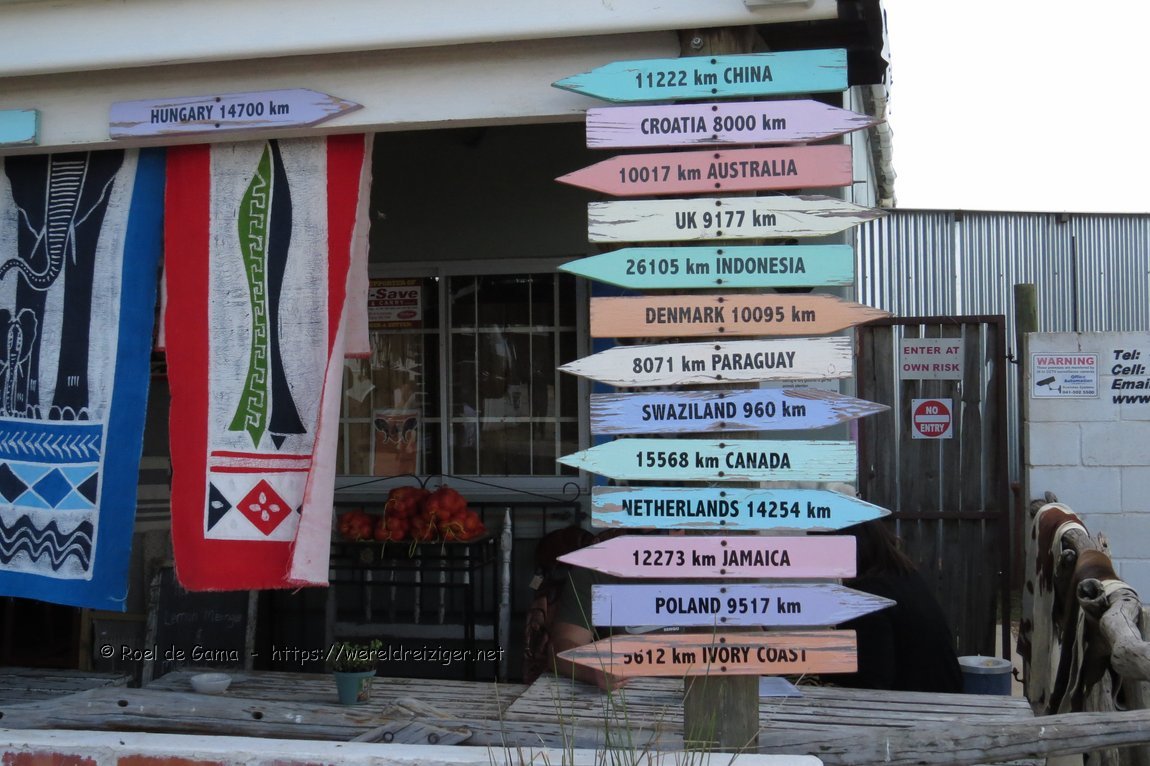 11222 km CHINA
HUNGARY 14700 km
CROATIA 8000 km
10017 km AUSTRALIA
UK 9177 km
26105 km INDONESIA
DENMARK 10095 km
8071 km PARAGUAY
SWAZILAND 960 km
15568 km CANADA
NETHERLANDS 14254 km
12273 km JAMAICA
POLAND 9517 km
5612 km IVORY COAST
ENTER AT
OWN RISK
NO
ENTRY
WARNING
Tel:
Cell:
Email
www
© Roel de Gama - https://wereldreiziger.net